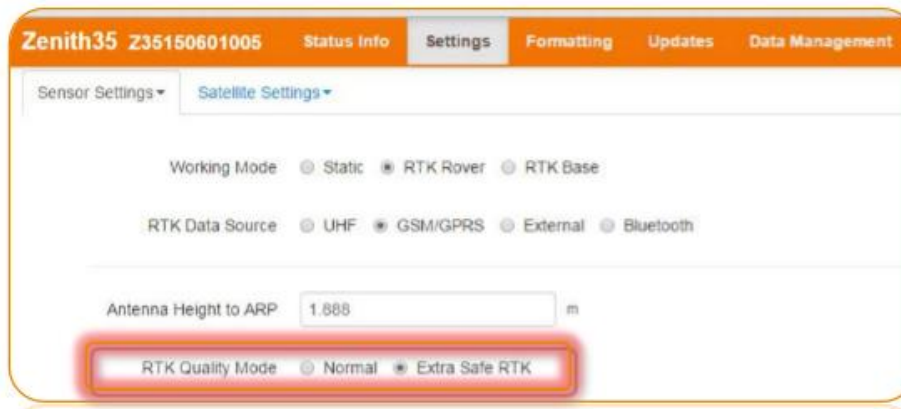 Zenith35 Z35150601005 Status Info Settings Formatting Updates Data Management
Sensor Settings Satellite Settings
Working Mode Static RTK Rover RTK Base
RTK Data Source UHF GSM/GPRS External Bluetooth
Antenna Height to ARP 1.888 m
RTK Quality Mode Normal Extra Safe RTK